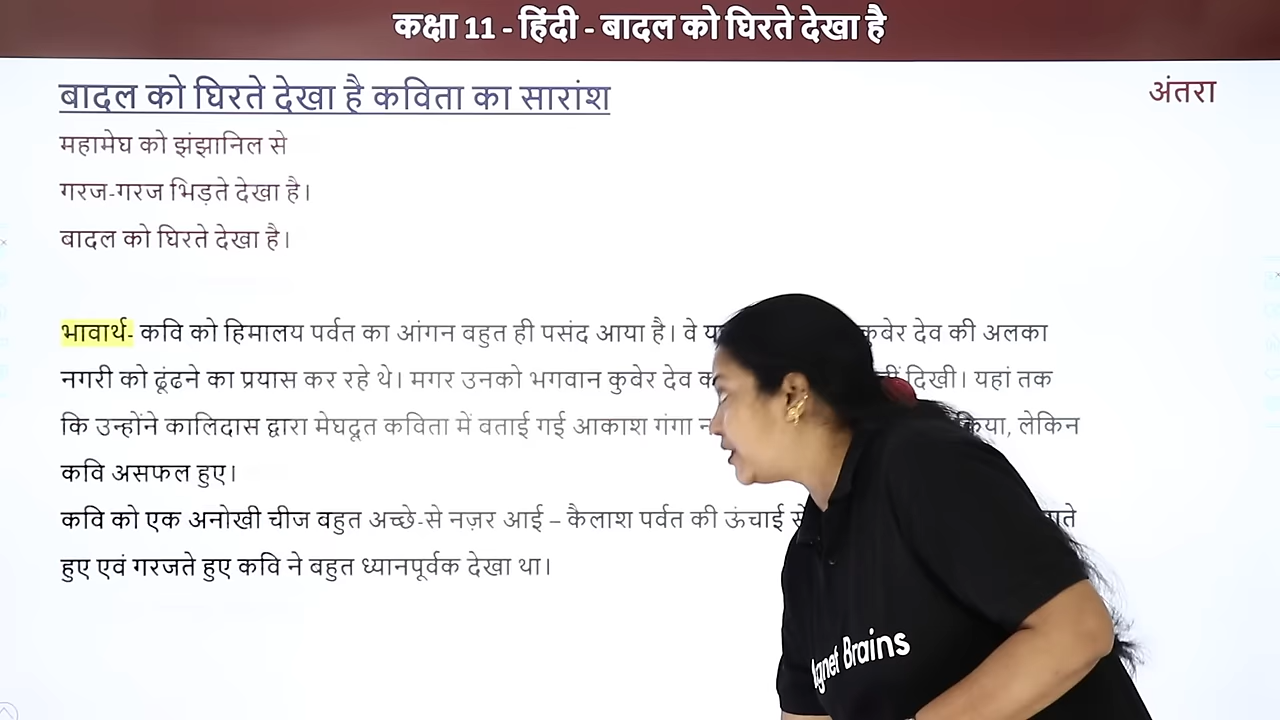 कक्षा 11 - हिंदी - बादल को घिरते देखा है
बादल को घिरते देखा है कविता का सारांश
अंतरा
महामेघ को झंझानिल से
गरज-गरज भिड़ते देखा है।
बादल को घिरते देखा है।
भावार्थ- कवि को हिमालय पर्वत का आंगन बहुत ही पसंद आया है। वे कुबेर देव की अलका
नगरी को ढूंढने का प्रयास कर रहे थे। मगर उनको भगवान कुवेर देव दिखी। यहां तक
कि उन्होंने कालिदास द्वारा मेघदूत कविता में बताई गई आकाश गंगा किया, लेकिन
कवि असफल हुए।
कवि को एक अनोखी चीज बहुत अच्छे-से नज़र आई – कैलाश पर्वत की ऊंचाई
हुए एवं गरजते हुए कवि ने बहुत ध्यानपूर्वक देखा था।
Brains